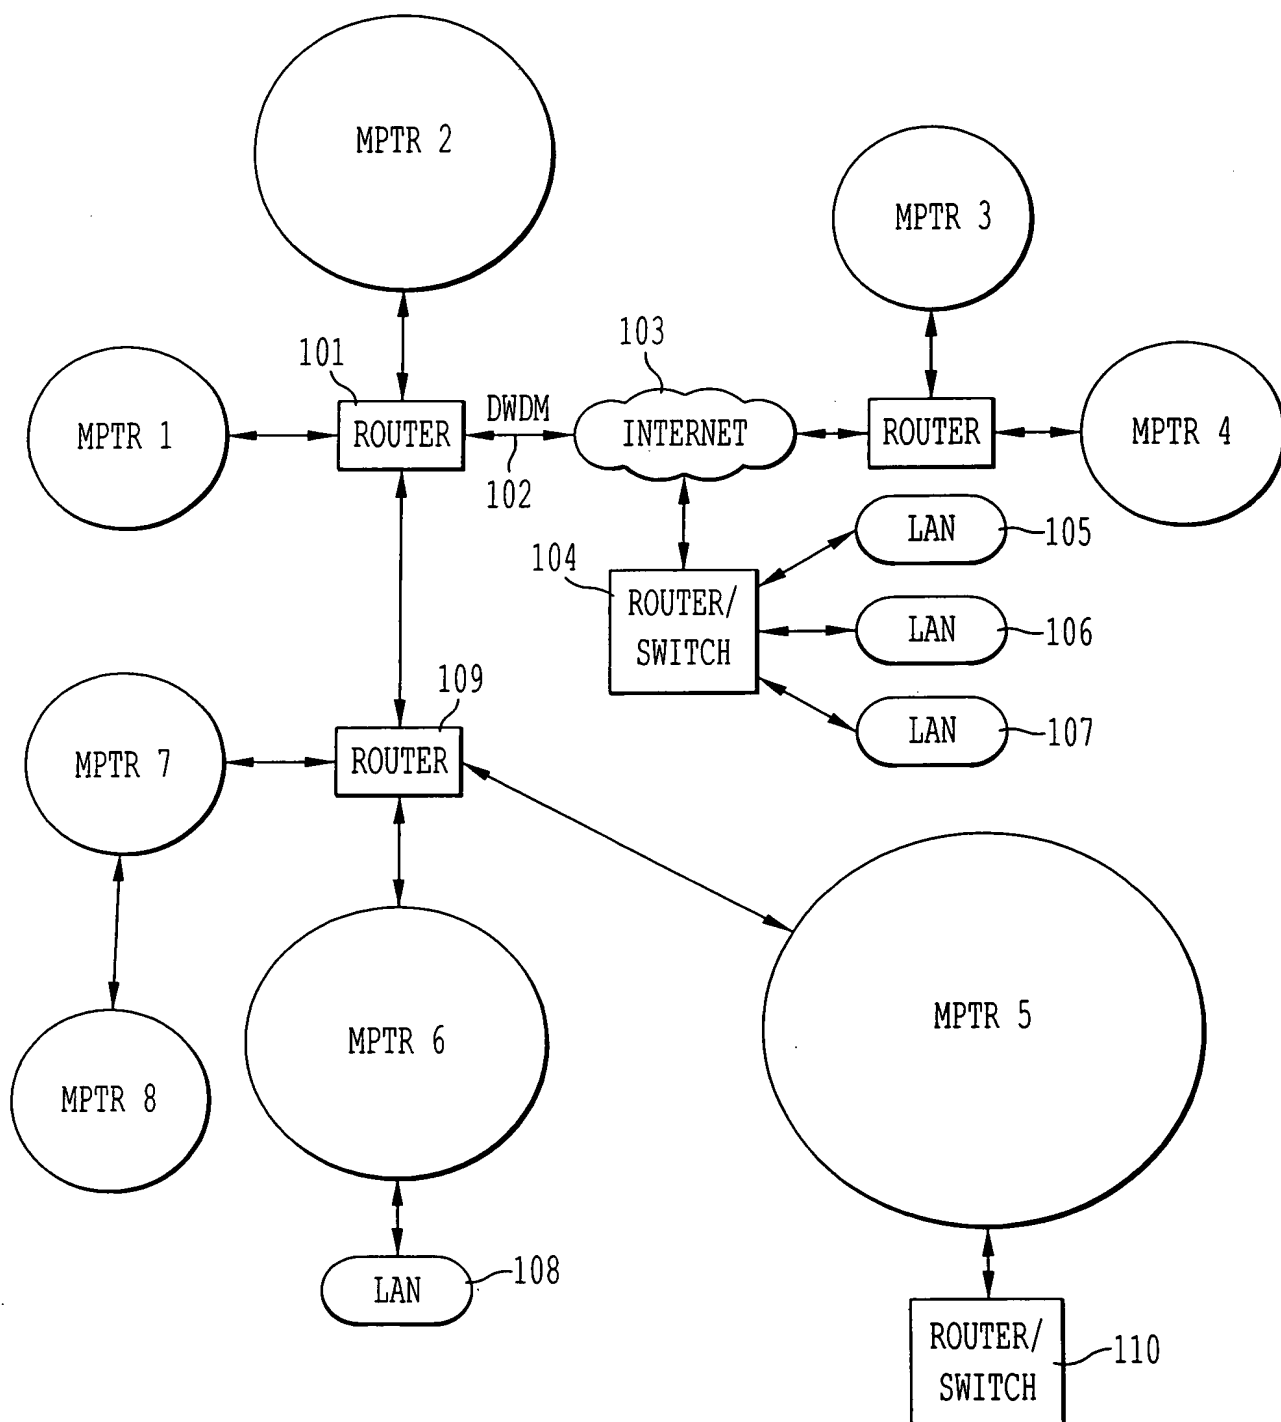 MPTR 2
MPTR 3
103
101
DWDM
MPTR 1
ROUTER
INTERNET
ROUTER
MPTR 4
102
LAN
105
104
ROUTER/
SWITCH
LAN
106
109
LAN
107
MPTR 7
ROUTER
MPTR 5
MPTR 6
MPTR 8
LAN
108
ROUTER/
SWITCH
110